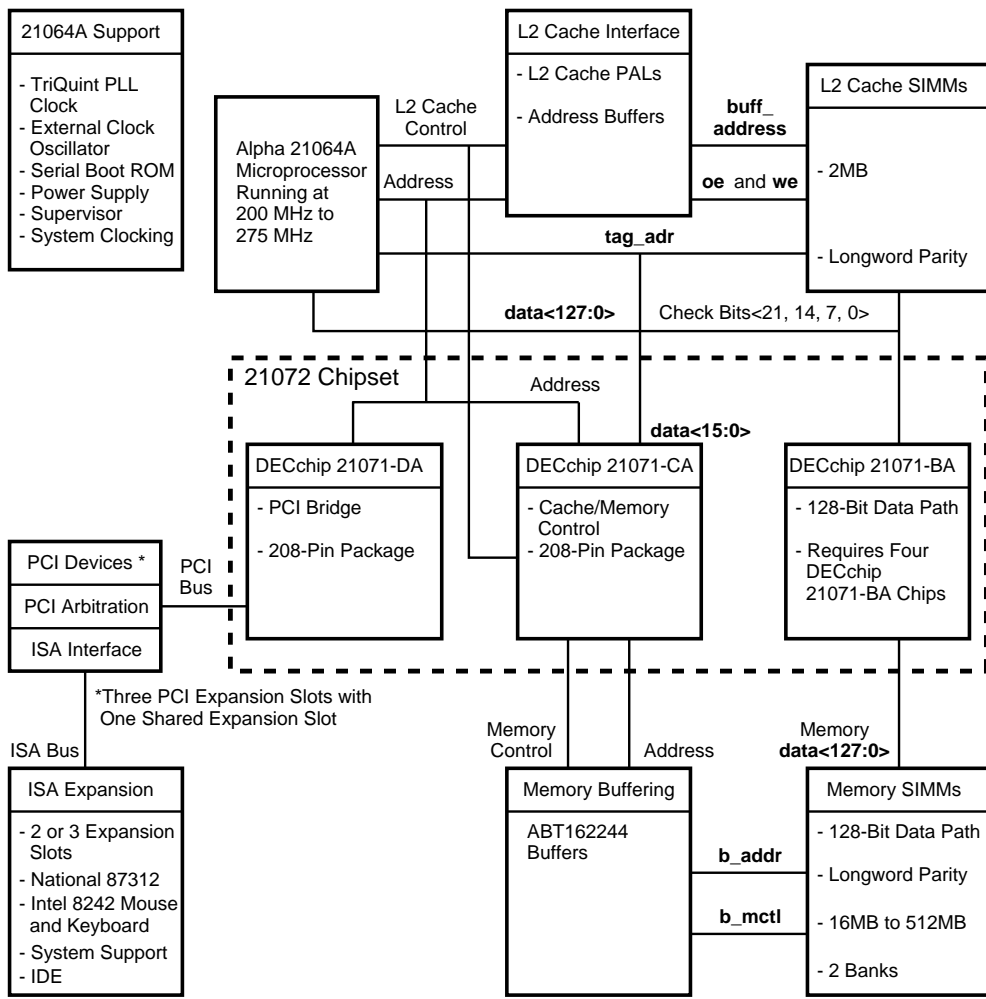 21064A Support
- TriQuint PLL
Clock
- External Clock
Oscillator
- Serial Boot ROM
- Power Supply
- Supervisor
- System Clocking
Alpha 21064A
Microprocessor
Running at
200 MHz to
275 MHz
L2 Cache
Control
Address
L2 Cache Interface
- L2 Cache PALs
- Address Buffers
buff_
address
oe and we
tag_adr
L2 Cache SIMMs
- 2MB
- Longword Parity
data<127:0>
Check Bits<21, 14, 7, 0>
21072 Chipset
Address
data<15:0>
DECchip 21071-DA
- PCI Bridge
- 208-Pin Package
DECchip 21071-CA
- Cache/Memory
Control
- 208-Pin Package
DECchip 21071-BA
- 128-Bit Data Path
- Requires Four
DECchip
21071-BA Chips
PCI Devices *
PCI Arbitration
ISA Interface
PCI
Bus
*Three PCI Expansion Slots with
One Shared Expansion Slot
ISA Bus
Memory
Control
Address
Memory
data<127:0>
ISA Expansion
- 2 or 3 Expansion
Slots
- National 87312
- Intel 8242 Mouse
and Keyboard
- System Support
- IDE
Memory Buffering
ABT162244
Buffers
b_addr
b_mctl
Memory SIMMs
- 128-Bit Data Path
- Longword Parity
- 16MB to 512MB
- 2 Banks